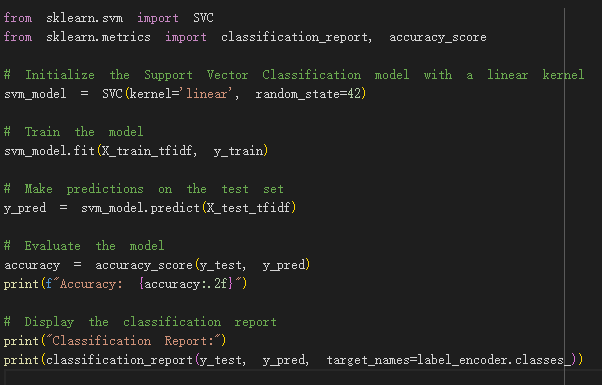 from sklearn.svm import SVC
from sklearn.metrics import classification_report, accuracy_score
# Initialize the Support Vector Classification model with a linear kernel
svm_model = SVC(kernel='linear', random_state=42)
# Train the model
svm_model.fit(X_train_tfidf, y_train)
# Make predictions on the test set
y_pred = svm_model.predict(X_test_tfidf)
# Evaluate the model
accuracy = accuracy_score(y_test, y_pred)
print(f"Accuracy: {accuracy:.2f}")
# Display the classification report
print("Classification Report:")
print(classification_report(y_test, y_pred, target_names=label_encoder.classes_))